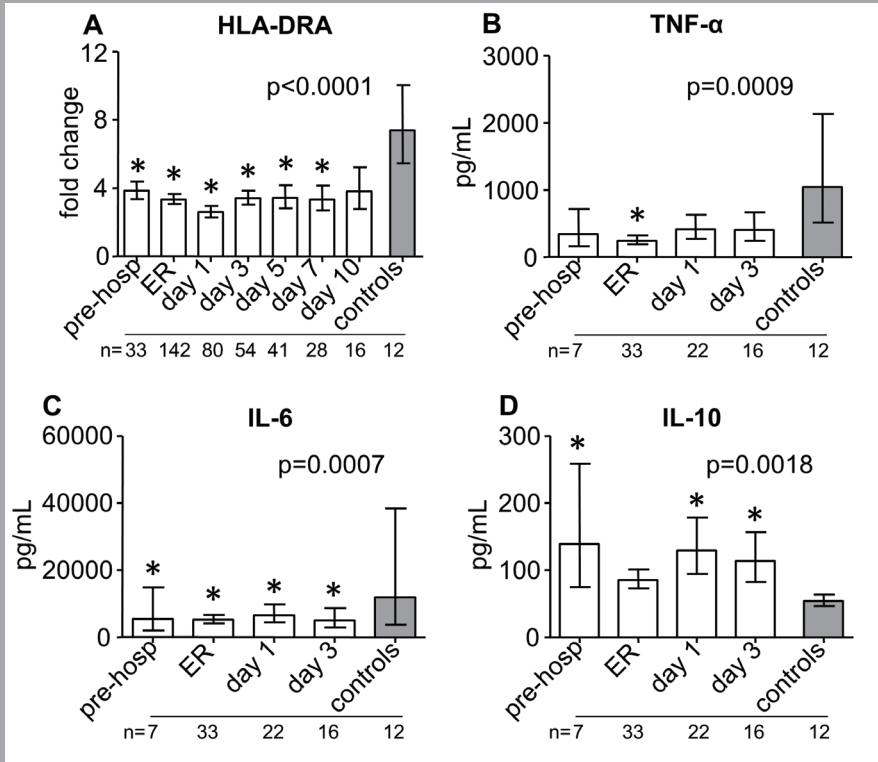 A HLA-DRA
12
8
4
0
fold change
p<0.0001
* * * * * *
pre-hosp ER day 1 day 3 day 5 day 7 day 10 controls
n= 33 142 80 54 41 28 16 12
B TNF-α
3000
2000
1000
0
pg/mL
p=0.0009
*
pre-hosp ER day 1 day 3 controls
n=7 33 22 16 12
C IL-6
60000
40000
20000
0
pg/mL
p=0.0007
* * * *
pre-hosp ER day 1 day 3 controls
n=7 33 22 16 12
D IL-10
300
200
100
0
pg/mL
p=0.0018
* * *
pre-hosp ER day 1 day 3 controls
n=7 33 22 16 12